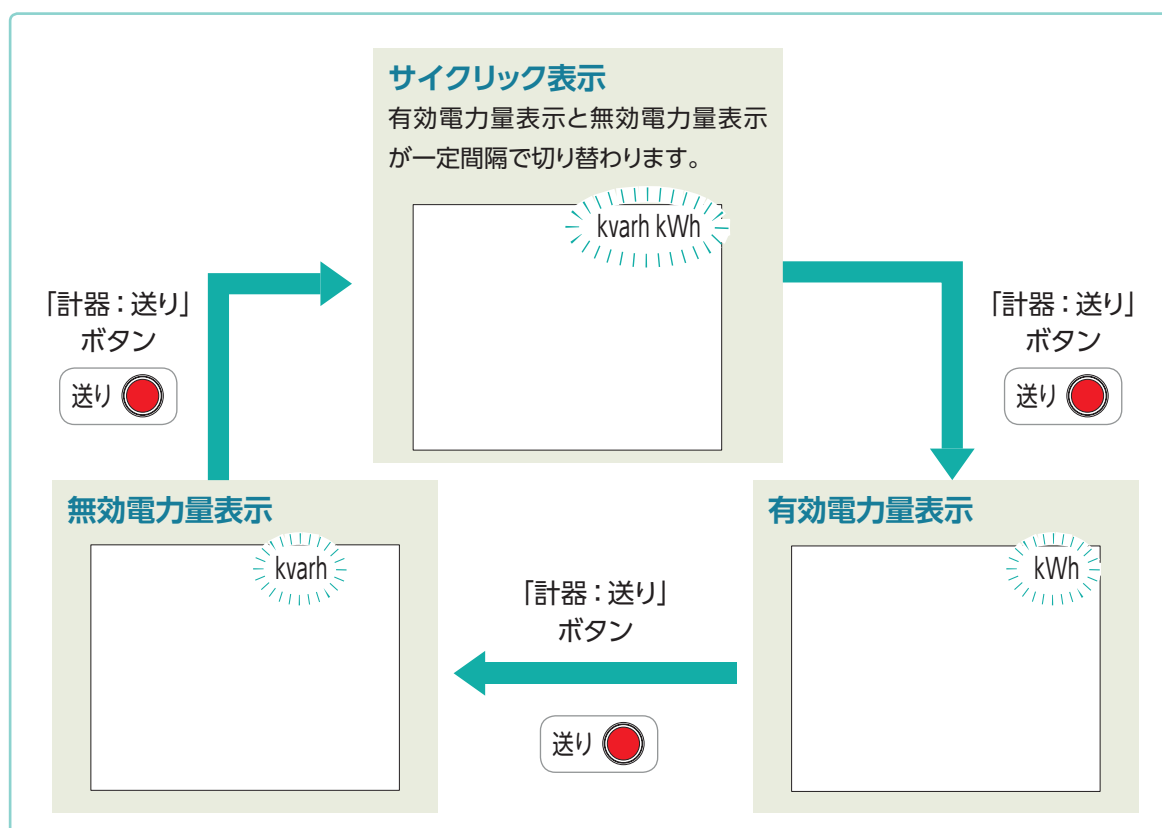 サイクリック表示
有効電力量表示と無効電力量表示
が一定間隔で切り替わります。
kvarh kWh
「計器：送り」
ボタン
送り
「計器：送り」
ボタン
送り
無効電力量表示
kvarh
「計器：送り」
ボタン
送り
有効電力量表示
kWh